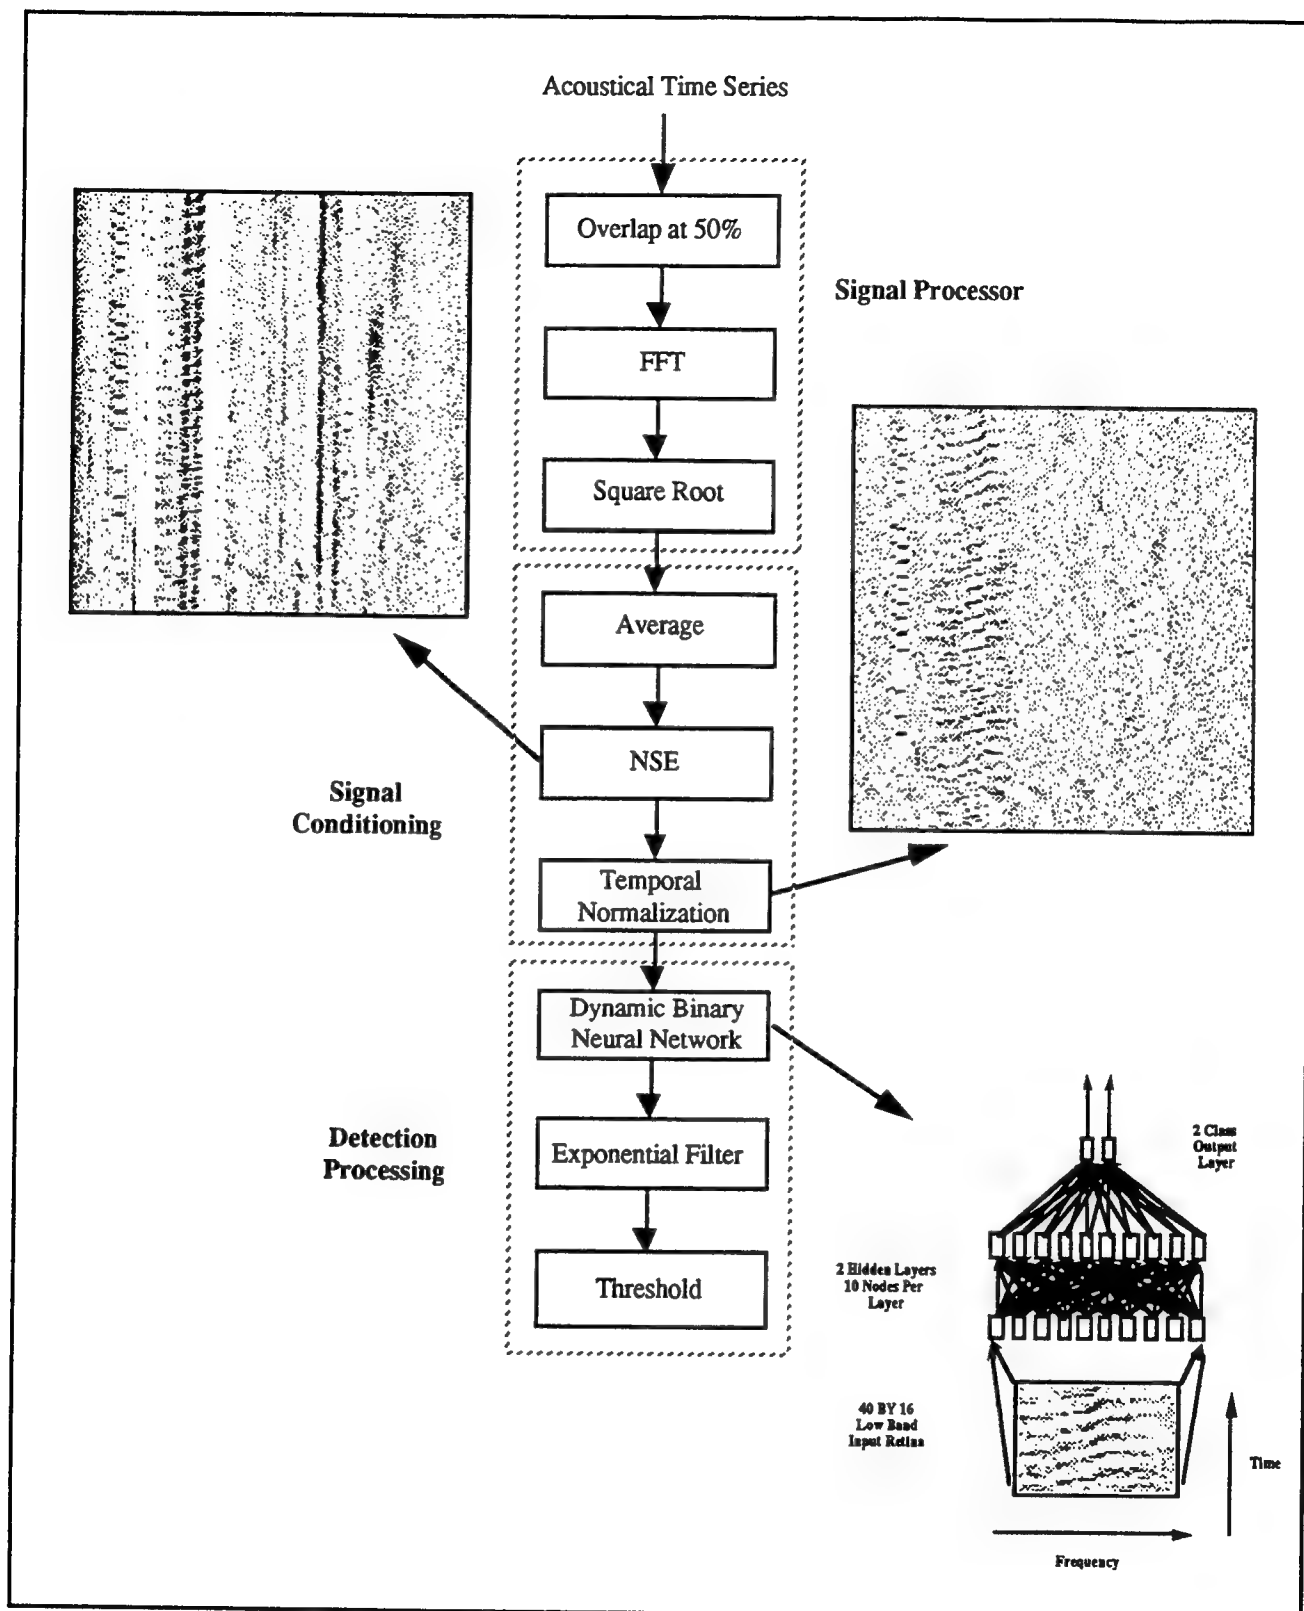 Acoustical Time Series
Overlap at 50%
Signal Processor
FFT
Square Root
Average
NSE
Signal
Conditioning
Temporal
Normalization
Dynamic Binary
Neural Network
Detection
Processing
Exponential Filter
Threshold
2 Class
Output
Layer
2 Hidden Layers
10 Nodes Per
Layer
40 BY 16
Low Band
Input Retina
Time
Frequency